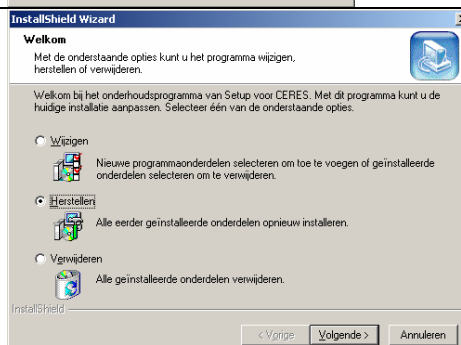 InstallShield Wizard
Welkom
Met de onderstaande opties kunt u het programma wijzigen,
herstellen of verwijderen.
Welkom bij het onderhoudsprogramma van Setup voor CERES. Met dit programma kunt u de
huidige installatie aanpassen. Selecteer één van de onderstaande opties.
Wijzigen
Nieuwe programmaonderdelen selecteren om toe te voegen of geïnstalleerde
onderdelen selecteren om te verwijderen.
Herstellen
Alle eerder geïnstalleerde onderdelen opnieuw installeren.
Verwijderen
Alle geïnstalleerde onderdelen verwijderen.
InstallShield
< Vorige Volgende > Annuleren